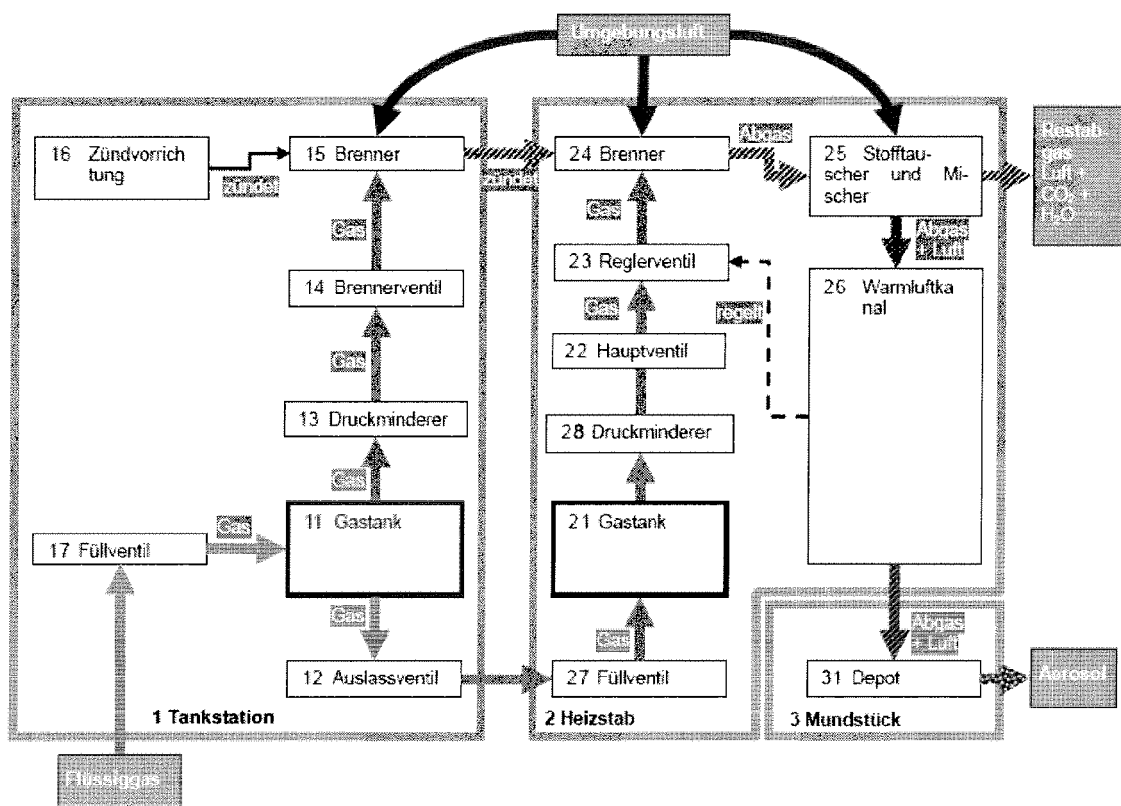 Umgebungsluft
16 Zündvorrich
tung
zündet
15 Brenner
zündet
24 Brenner
Abgas
25 Stofftau-
scher und Mi-
scher
Restab-
gas
Luft +
CO₂ +
H₂O
Gas
Gas
Abgas
+ Luft
14 Brennerventil
23 Reglerventil
26 Warmluftka
nal
Gas
Gas
regelt
22 Hauptventil
13 Druckminderer
28 Druckminderer
Gas
11 Gastank
21 Gastank
Gas
17 Füllventil
Gas
Gas
Abgas
+ Luft
12 Auslassventil
27 Füllventil
31 Depot
Aerosol
1 Tankstation
2 Heizstab
3 Mundstück
Flüssiggas